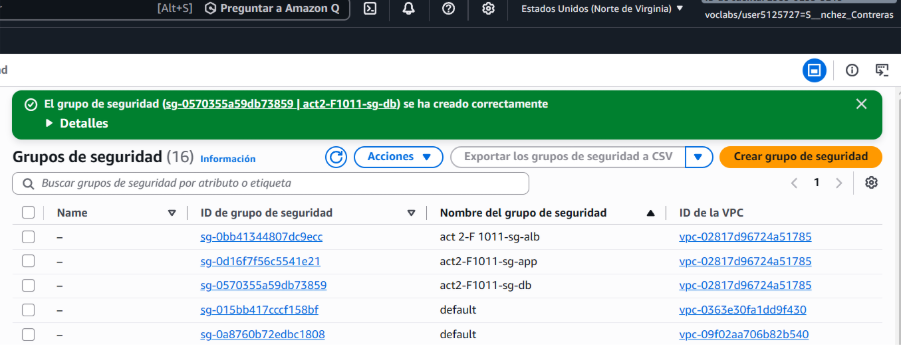 [Alt+S] Preguntar a Amazon Q Estados Unidos (Norte de Virginia) ▼
voclabs/user5125727=S__nchez_Contreras
ad
El grupo de seguridad (sg-0570355a59db73859 | act2-F1011-sg-db) se ha creado correctamente
▶ Detalles
Grupos de seguridad (16) Información Acciones ▼ Exportar los grupos de seguridad a CSV ▼ Crear grupo de seguridad
Buscar grupos de seguridad por atributo o etiqueta < 1 >
Name ID de grupo de seguridad Nombre del grupo de seguridad ID de la VPC
– sg-0bb41344807dc9ecc act 2-F 1011-sg-alb vpc-02817d96724a51785
– sg-0d16f7f56c5541e21 act2-F1011-sg-app vpc-02817d96724a51785
– sg-0570355a59db73859 act2-F1011-sg-db vpc-02817d96724a51785
– sg-015bb417cccf158bf default vpc-0363e30fa1dd9f430
– sg-0a8760b72edbc1808 default vpc-09f02aa706b82b540